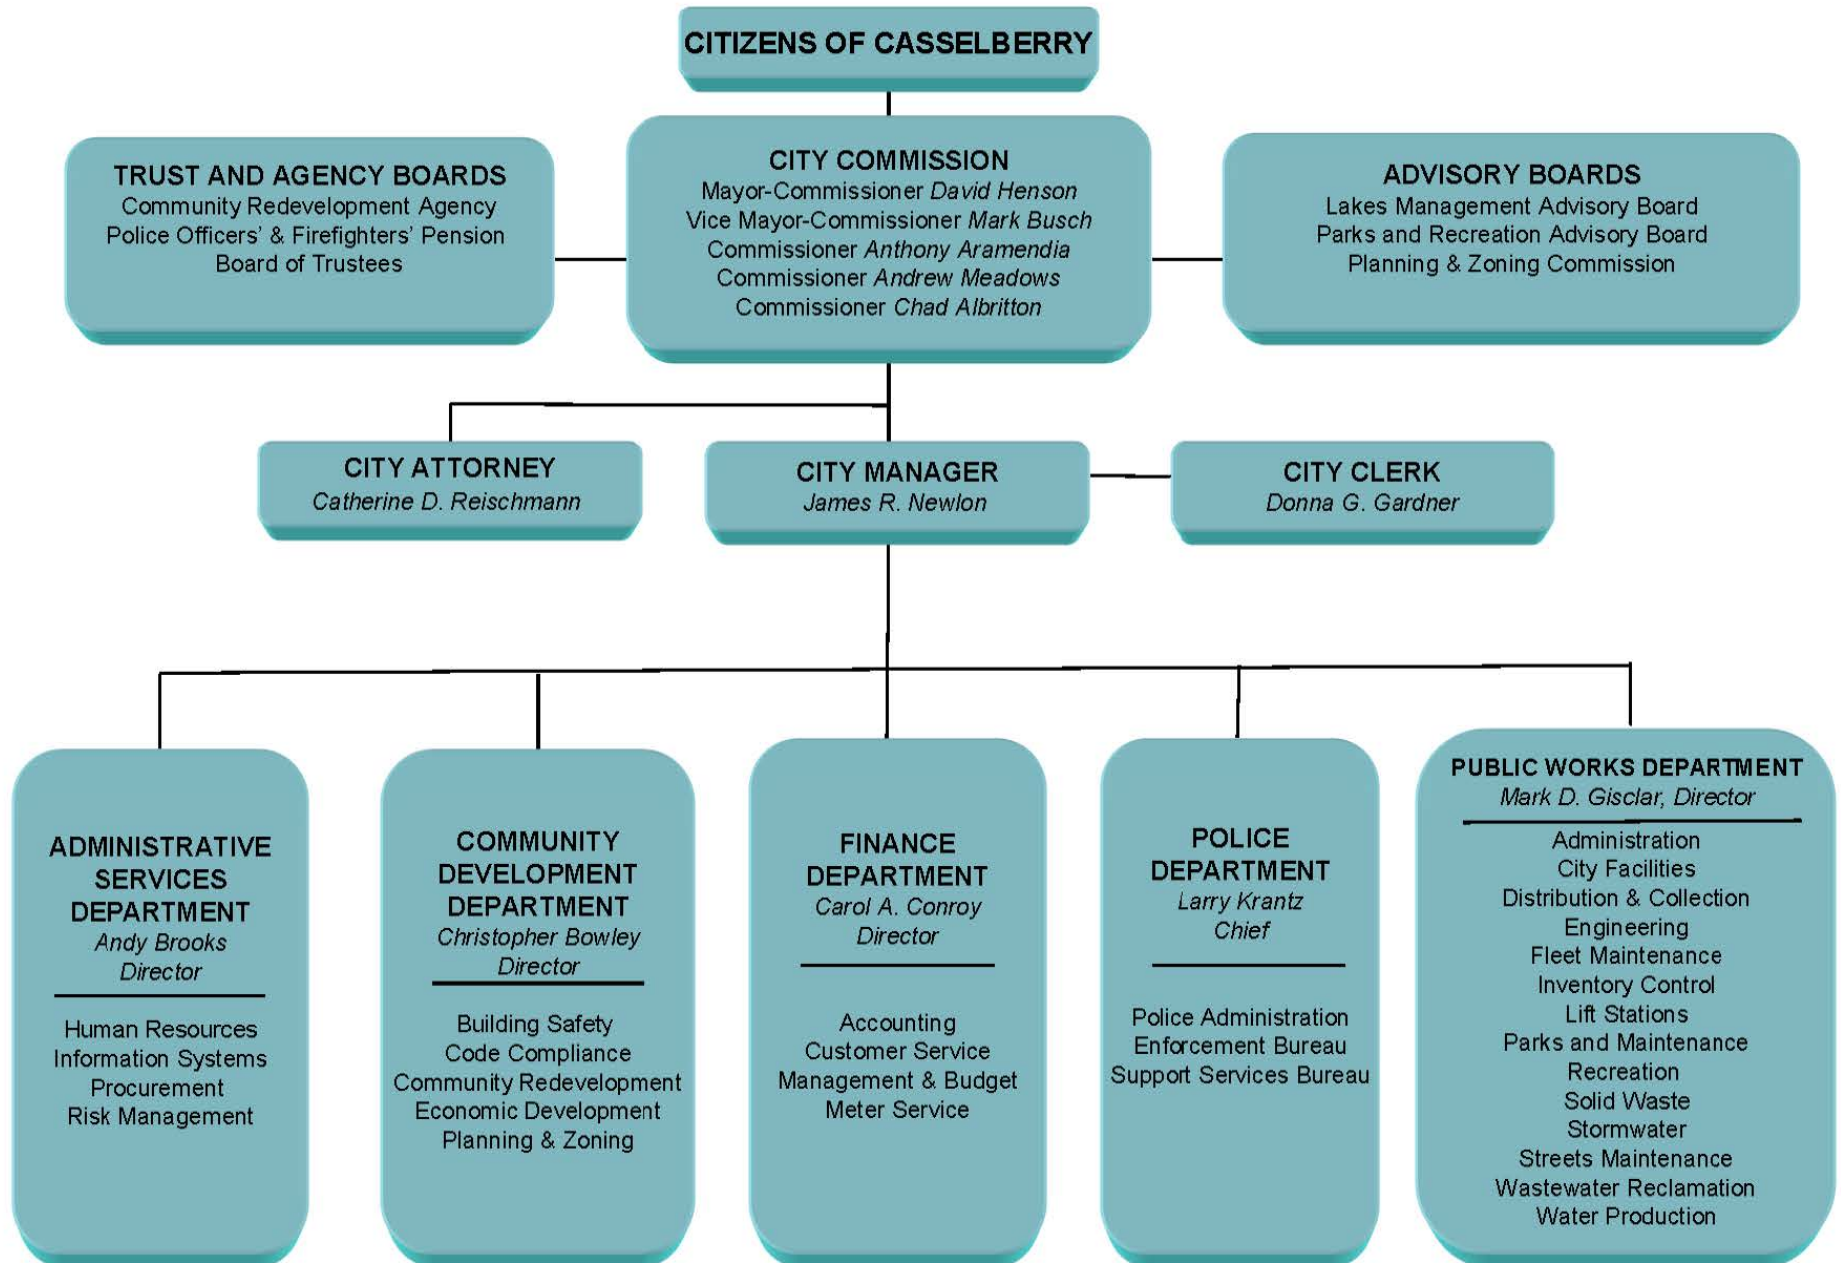 CITIZENS OF CASSELBERRY
TRUST AND AGENCY BOARDS
Community Redevelopment Agency
Police Officers' & Firefighters' Pension
Board of Trustees
CITY COMMISSION
Mayor-Commissioner David Henson
Vice Mayor-Commissioner Mark Busch
Commissioner Anthony Aramendia
Commissioner Andrew Meadows
Commissioner Chad Albritton
ADVISORY BOARDS
Lakes Management Advisory Board
Parks and Recreation Advisory Board
Planning & Zoning Commission
CITY ATTORNEY
Catherine D. Reischmann
CITY MANAGER
James R. Newlon
CITY CLERK
Donna G. Gardner
ADMINISTRATIVE
SERVICES
DEPARTMENT
Andy Brooks
Director
Human Resources
Information Systems
Procurement
Risk Management
COMMUNITY
DEVELOPMENT
DEPARTMENT
Christopher Bowley
Director
Building Safety
Code Compliance
Community Redevelopment
Economic Development
Planning & Zoning
FINANCE
DEPARTMENT
Carol A. Conroy
Director
Accounting
Customer Service
Management & Budget
Meter Service
POLICE
DEPARTMENT
Larry Krantz
Chief
Police Administration
Enforcement Bureau
Support Services Bureau
PUBLIC WORKS DEPARTMENT
Mark D. Gisclar, Director
Administration
City Facilities
Distribution & Collection
Engineering
Fleet Maintenance
Inventory Control
Lift Stations
Parks and Maintenance
Recreation
Solid Waste
Stormwater
Streets Maintenance
Wastewater Reclamation
Water Production